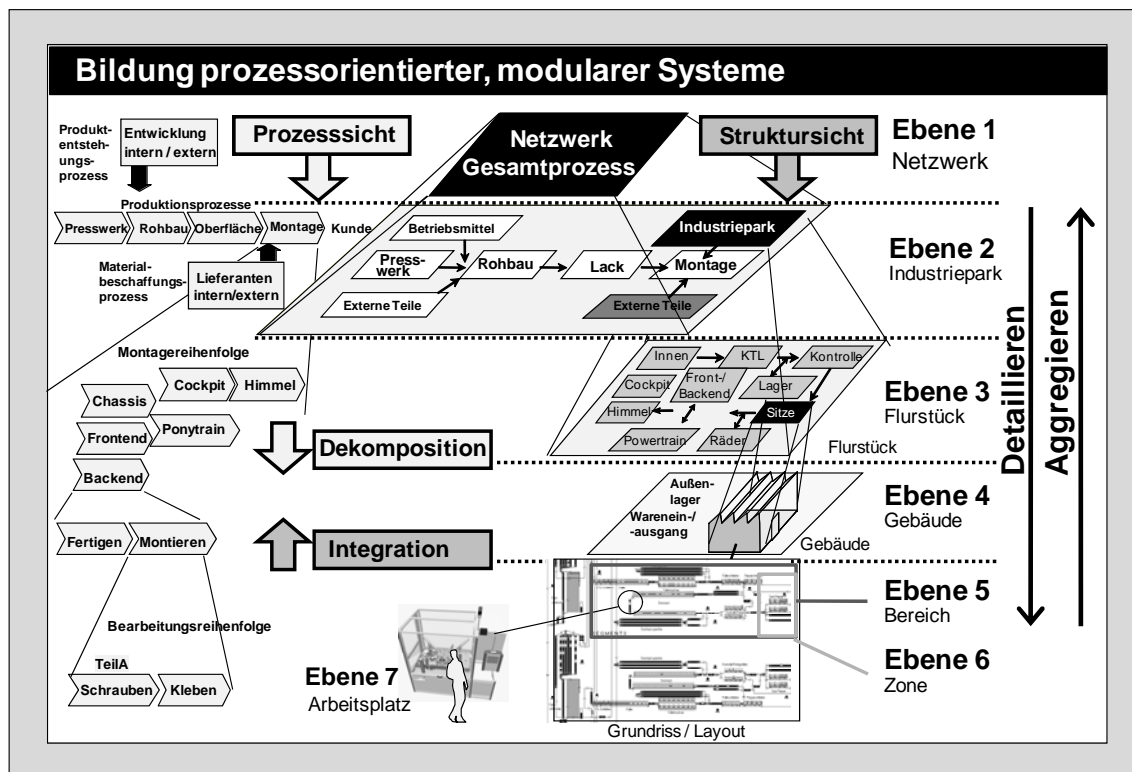 Bildung prozessorientierter, modularer Systeme
Produkt-
entstehungs-
prozess
Entwicklung
intern / extern
Prozesssicht
Netzwerk
Gesamtprozess
Struktursicht
Ebene 1
Netzwerk
Produktionsprozesse
Presswerk
Rohbau
Oberfläche
Montage
Kunde
Material-
beschaffungs-
prozess
Lieferanten
intern/extern
Betriebsmittel
Industriepark
Press-
werk
Rohbau
Lack
Montage
Externe Teile
Externe Teile
Ebene 2
Industriepark
Detaillieren
Aggregieren
Montagereihenfolge
Cockpit
Himmel
Chassis
Ponytrain
Frontend
Backend
Dekomposition
Innen
KTL
Kontrolle
Cockpit
Front-/
Backend
Lager
Himmel
Sitze
Powertrain
Räder
Flurstück
Ebene 3
Flurstück
Fertigen
Montieren
Integration
Außen-
lager
Warenein-/
-ausgang
Gebäude
Ebene 4
Gebäude
Bearbeitungsreihenfolge
TeilA
Schrauben
Kleben
Ebene 7
Arbeitsplatz
SEGMENT 3
Grundriss / Layout
Ebene 5
Bereich
Ebene 6
Zone